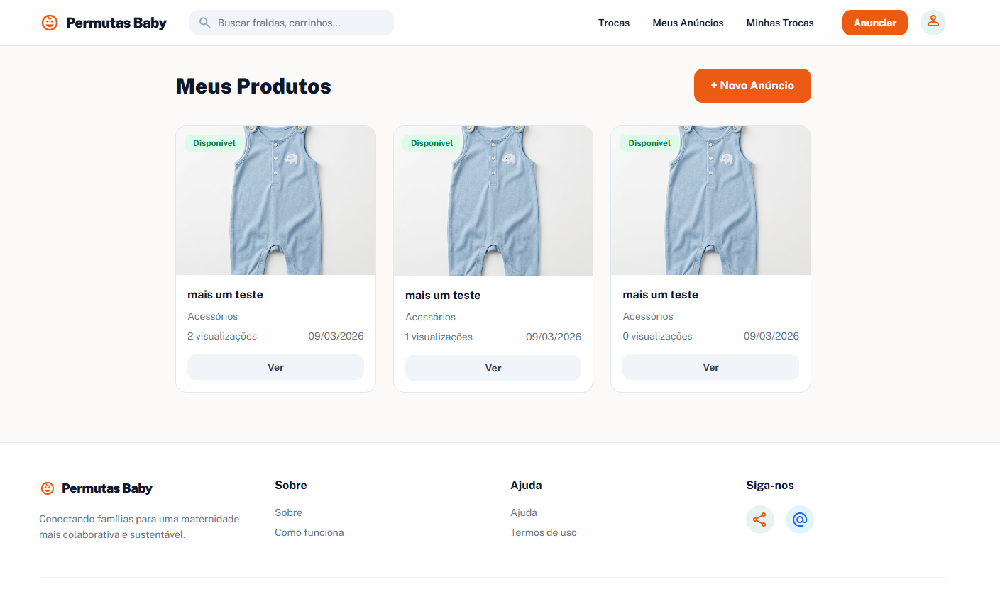 Permutas Baby
Buscar fraldas, carrinhos...
Trocas
Meus Anúncios
Minhas Trocas
Anunciar
Meus Produtos
+ Novo Anúncio
Disponível
mais um teste
Acessórios
2 visualizações
09/03/2026
Ver
Disponível
mais um teste
Acessórios
1 visualizações
09/03/2026
Ver
Disponível
mais um teste
Acessórios
0 visualizações
09/03/2026
Ver
Permutas Baby
Conectando famílias para uma maternidade
mais colaborativa e sustentável.
Sobre
Sobre
Como funciona
Ajuda
Ajuda
Termos de uso
Siga-nos